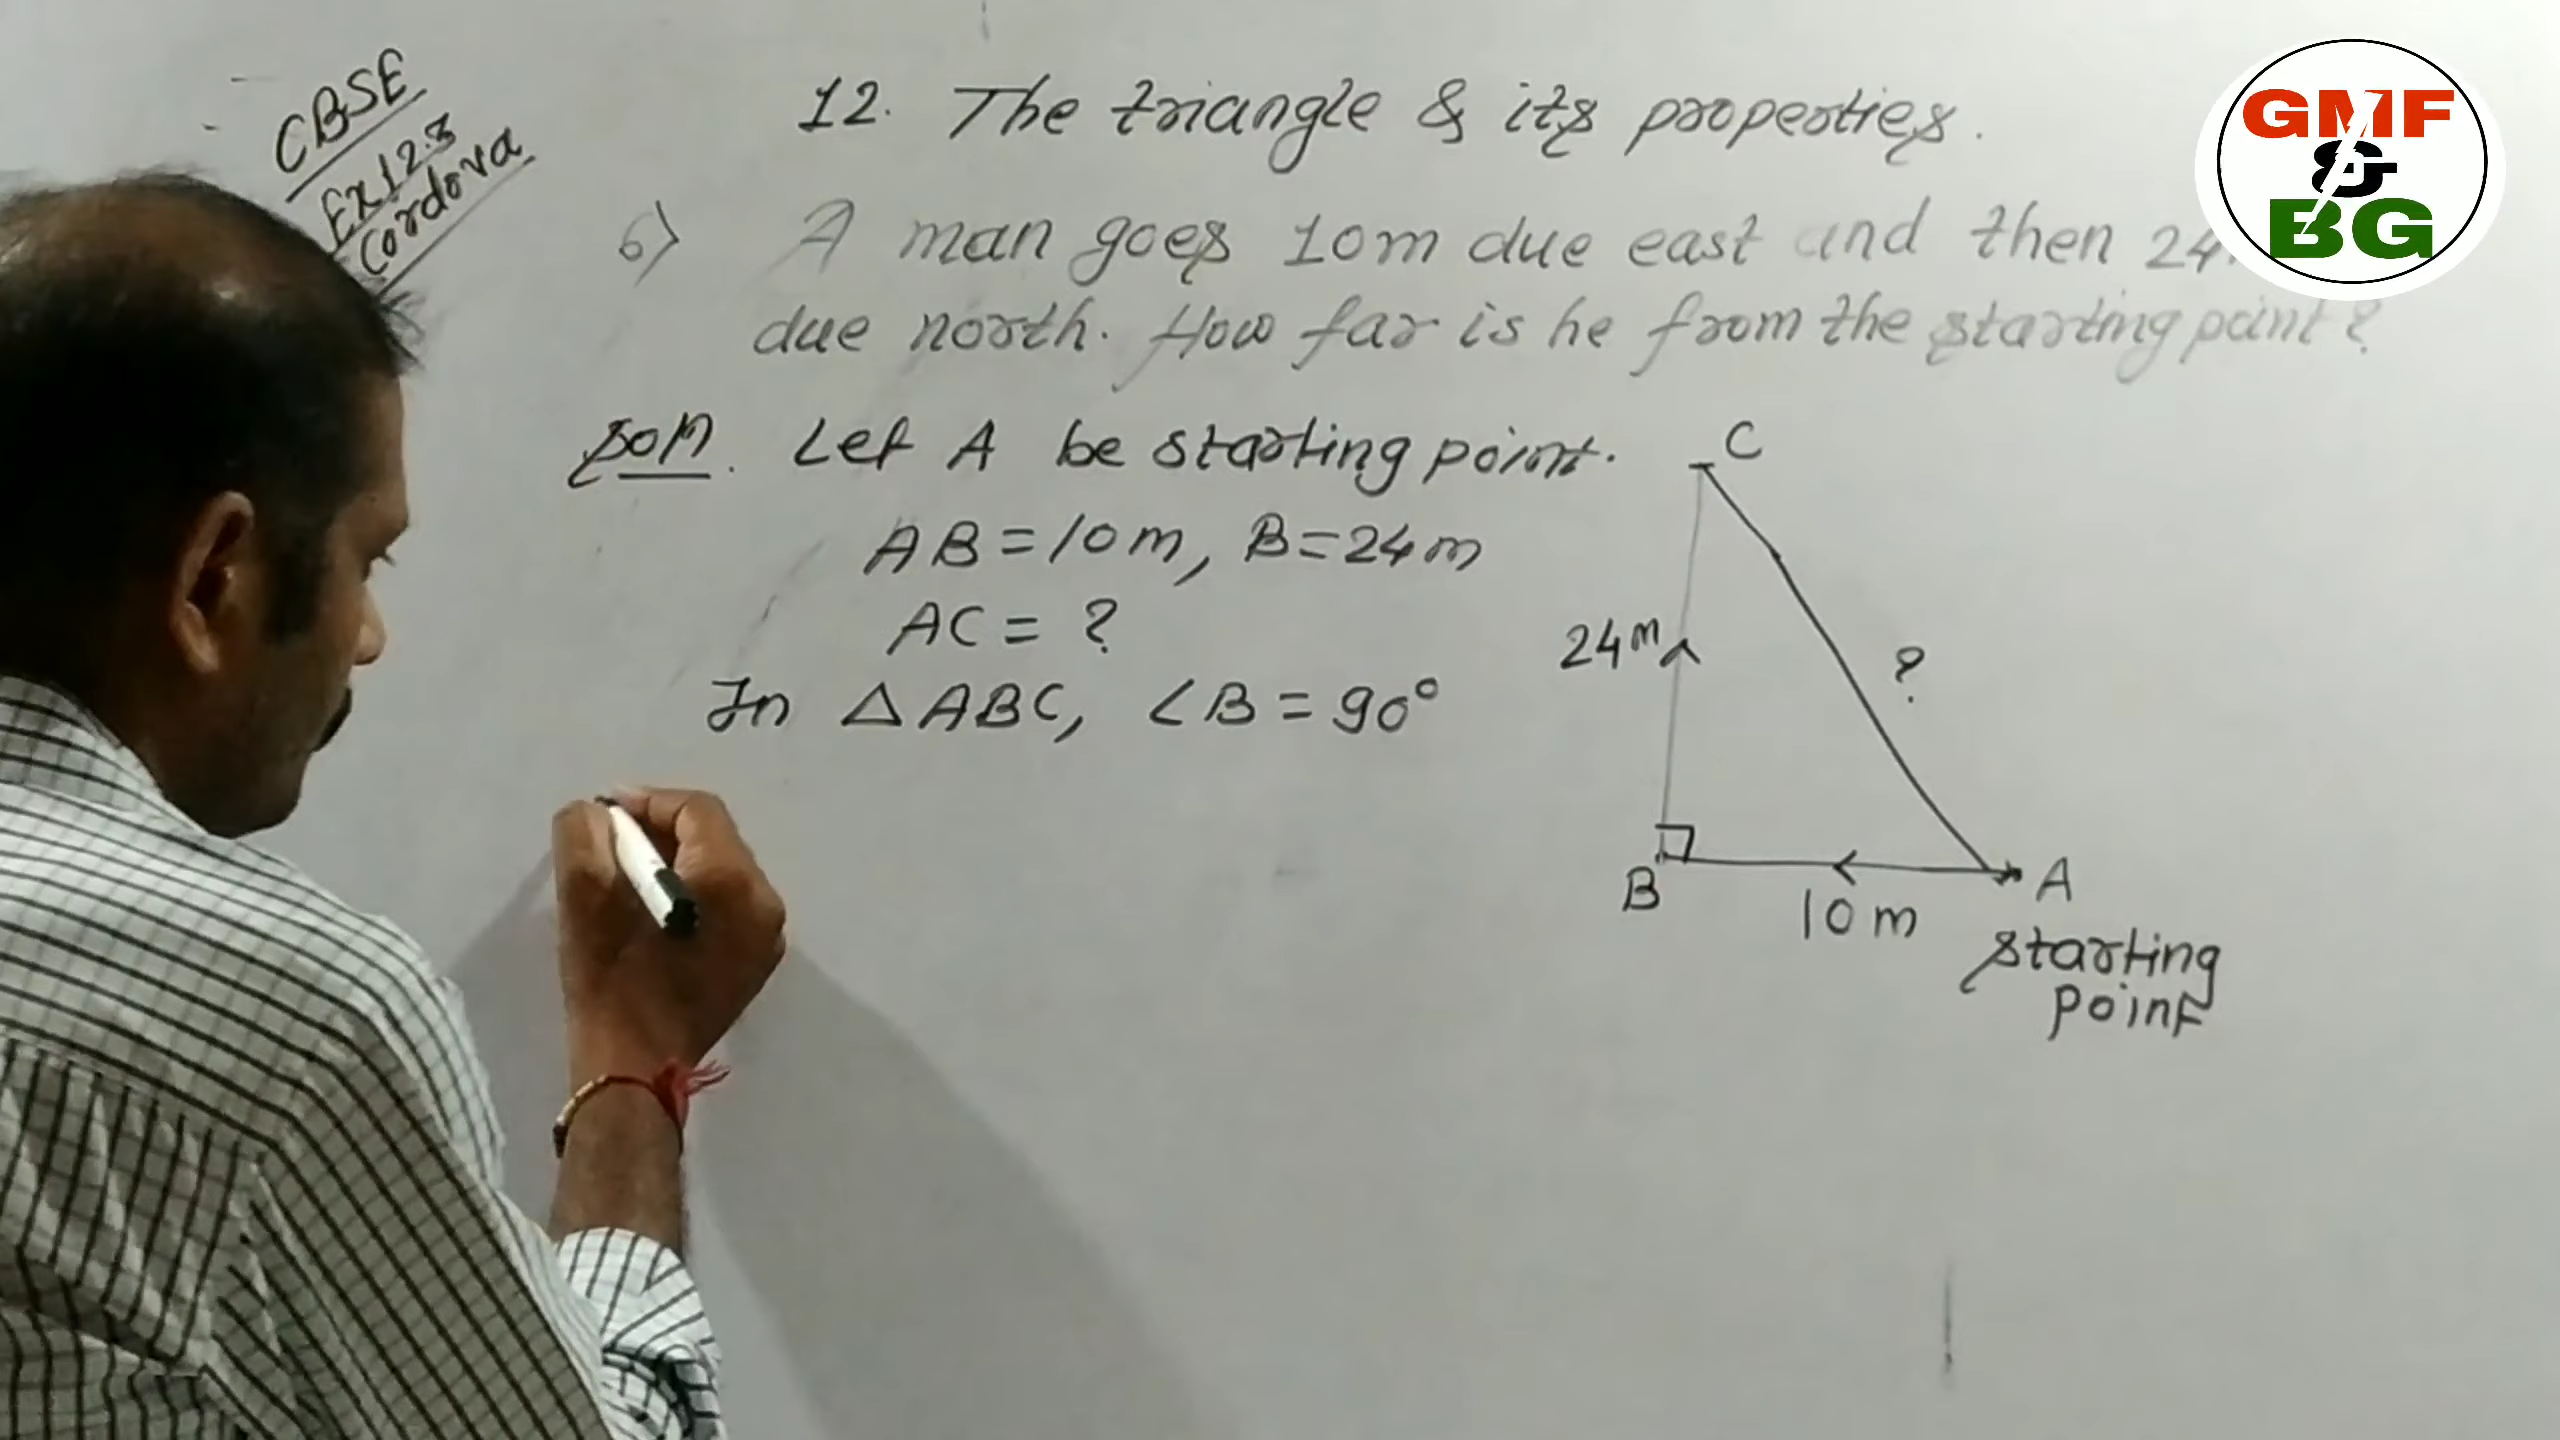 CBSE
Ex 12.3
Cordova
12. The triangle & its properties.
6) A man goes 10m due east and then 24
due north. How far is he from the starting point?
Soln. Let A be starting point.
AB = 10m, B = 24m
AC = ?
In △ABC, ∠B = 90°
C
24m
?
B
10m
A
starting
point
GMF
&
BG